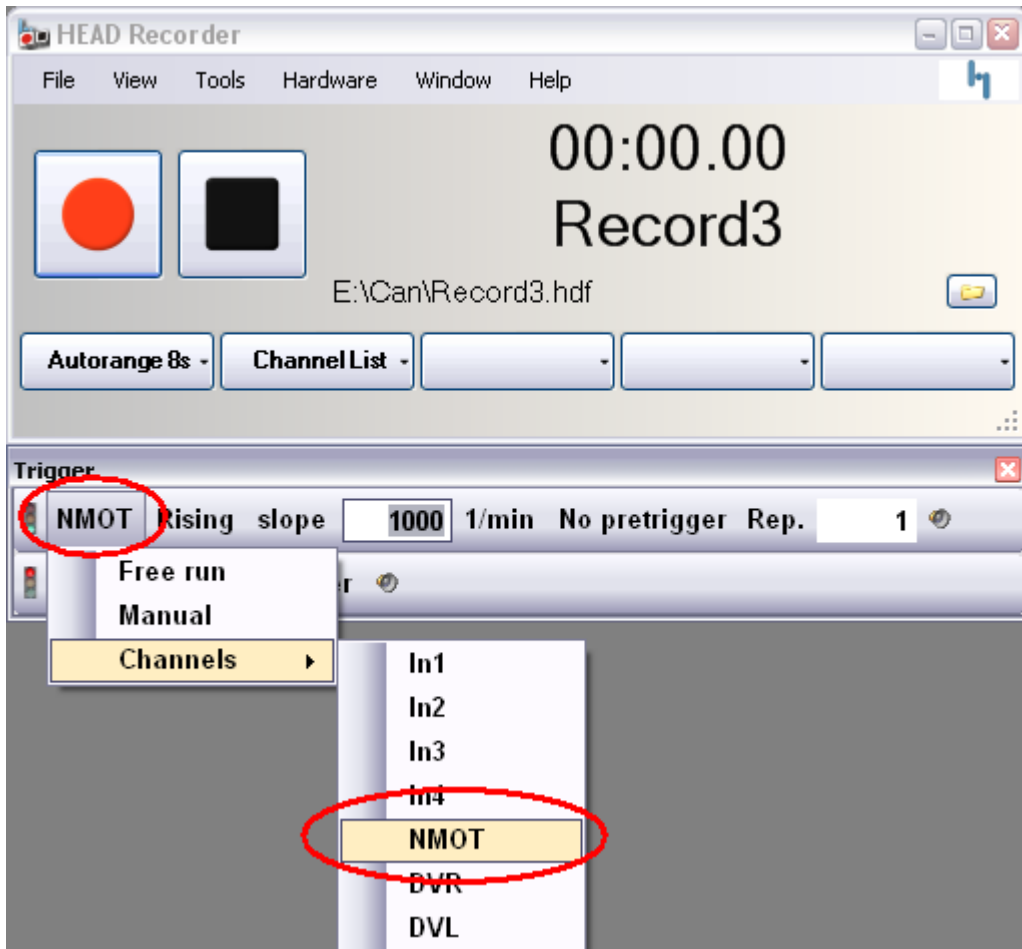 HEAD Recorder
File View Tools Hardware Window Help
00:00.00
Record3
E:\Can\Record3.hdf
Autorange 8s Channel List
Trigger
NMOT Rising slope 1000 1/min No pretrigger Rep. 1
Free run
Manual
Channels
In1
In2
In3
In4
NMOT
DVR
DVL